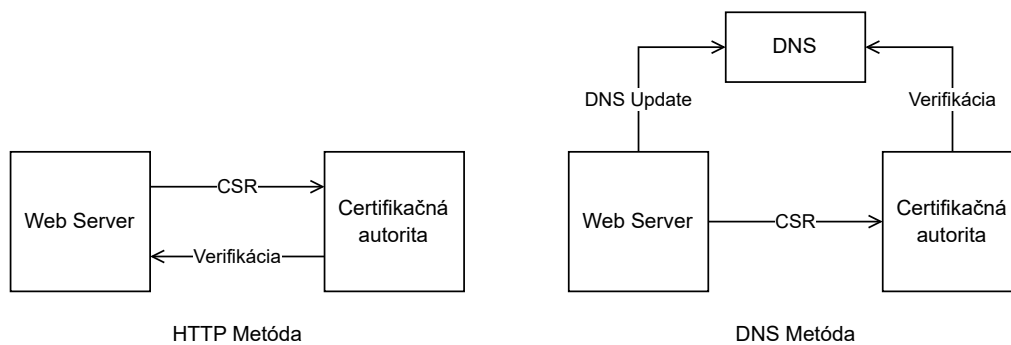 Web Server
CSR
Verifikácia
Certifikačná
autorita
HTTP Metóda
DNS
DNS Update
Verifikácia
Web Server
CSR
Certifikačná
autorita
DNS Metóda